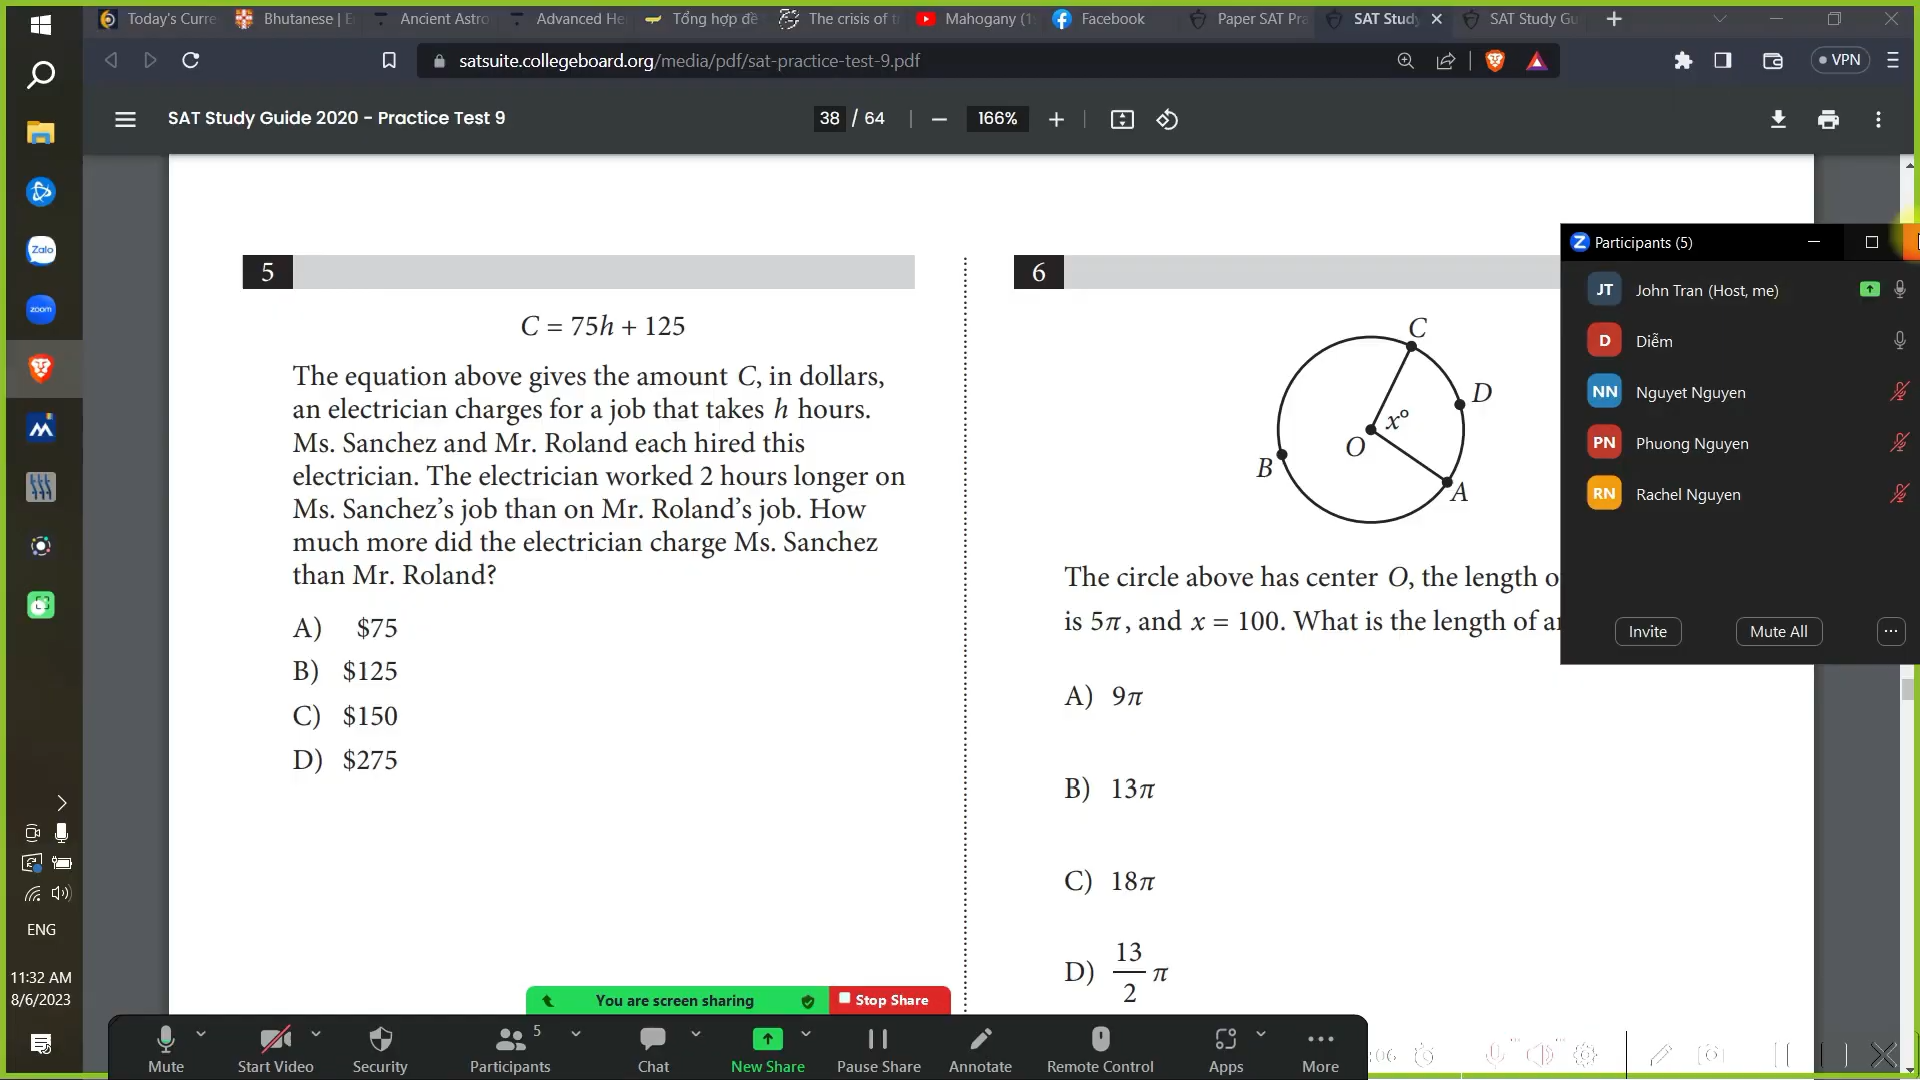 Today's Curre
Bhutanese | E
Ancient Astro
Advanced He
Tổng hợp đề
The crisis of t
Mahogany (1
Facebook
Paper SAT Pra
SAT Study
SAT Study Gu
satsuite.collegeboard.org/media/pdf/sat-practice-test-9.pdf
VPN
SAT Study Guide 2020 - Practice Test 9
38 / 64
166%
5
C = 75h + 125
The equation above gives the amount C, in dollars,
an electrician charges for a job that takes h hours.
Ms. Sanchez and Mr. Roland each hired this
electrician. The electrician worked 2 hours longer on
Ms. Sanchez's job than on Mr. Roland's job. How
much more did the electrician charge Ms. Sanchez
than Mr. Roland?
A) $75
B) $125
C) $150
D) $275
6
C
D
x°
O
B
A
The circle above has center O, the length o
is 5π, and x = 100. What is the length of ar
A) 9π
B) 13π
C) 18π
D) 13/2 π
Participants (5)
JT John Tran (Host, me)
D Diễm
NN Nguyet Nguyen
PN Phuong Nguyen
RN Rachel Nguyen
Invite
Mute All
Zalo
zoom
ENG
11:32 AM
8/6/2023
You are screen sharing
Stop Share
Mute
Start Video
Security
Participants
5
Chat
New Share
Pause Share
Annotate
Remote Control
Apps
More
:06